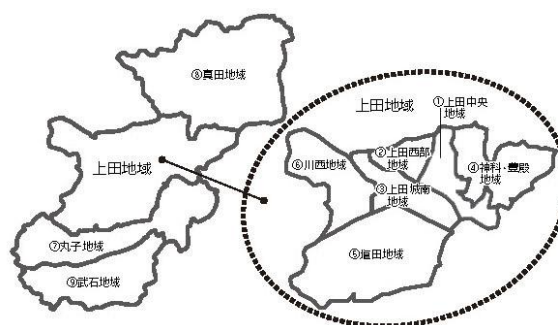 ⑧真田地域
上田地域
⑦丸子地域
⑨武石地域
上田地域
①上田中央
地域
②上田西部
地域
⑥川西地域
④神科・豊殿
地域
③上田城南
地域
⑤塩田地域